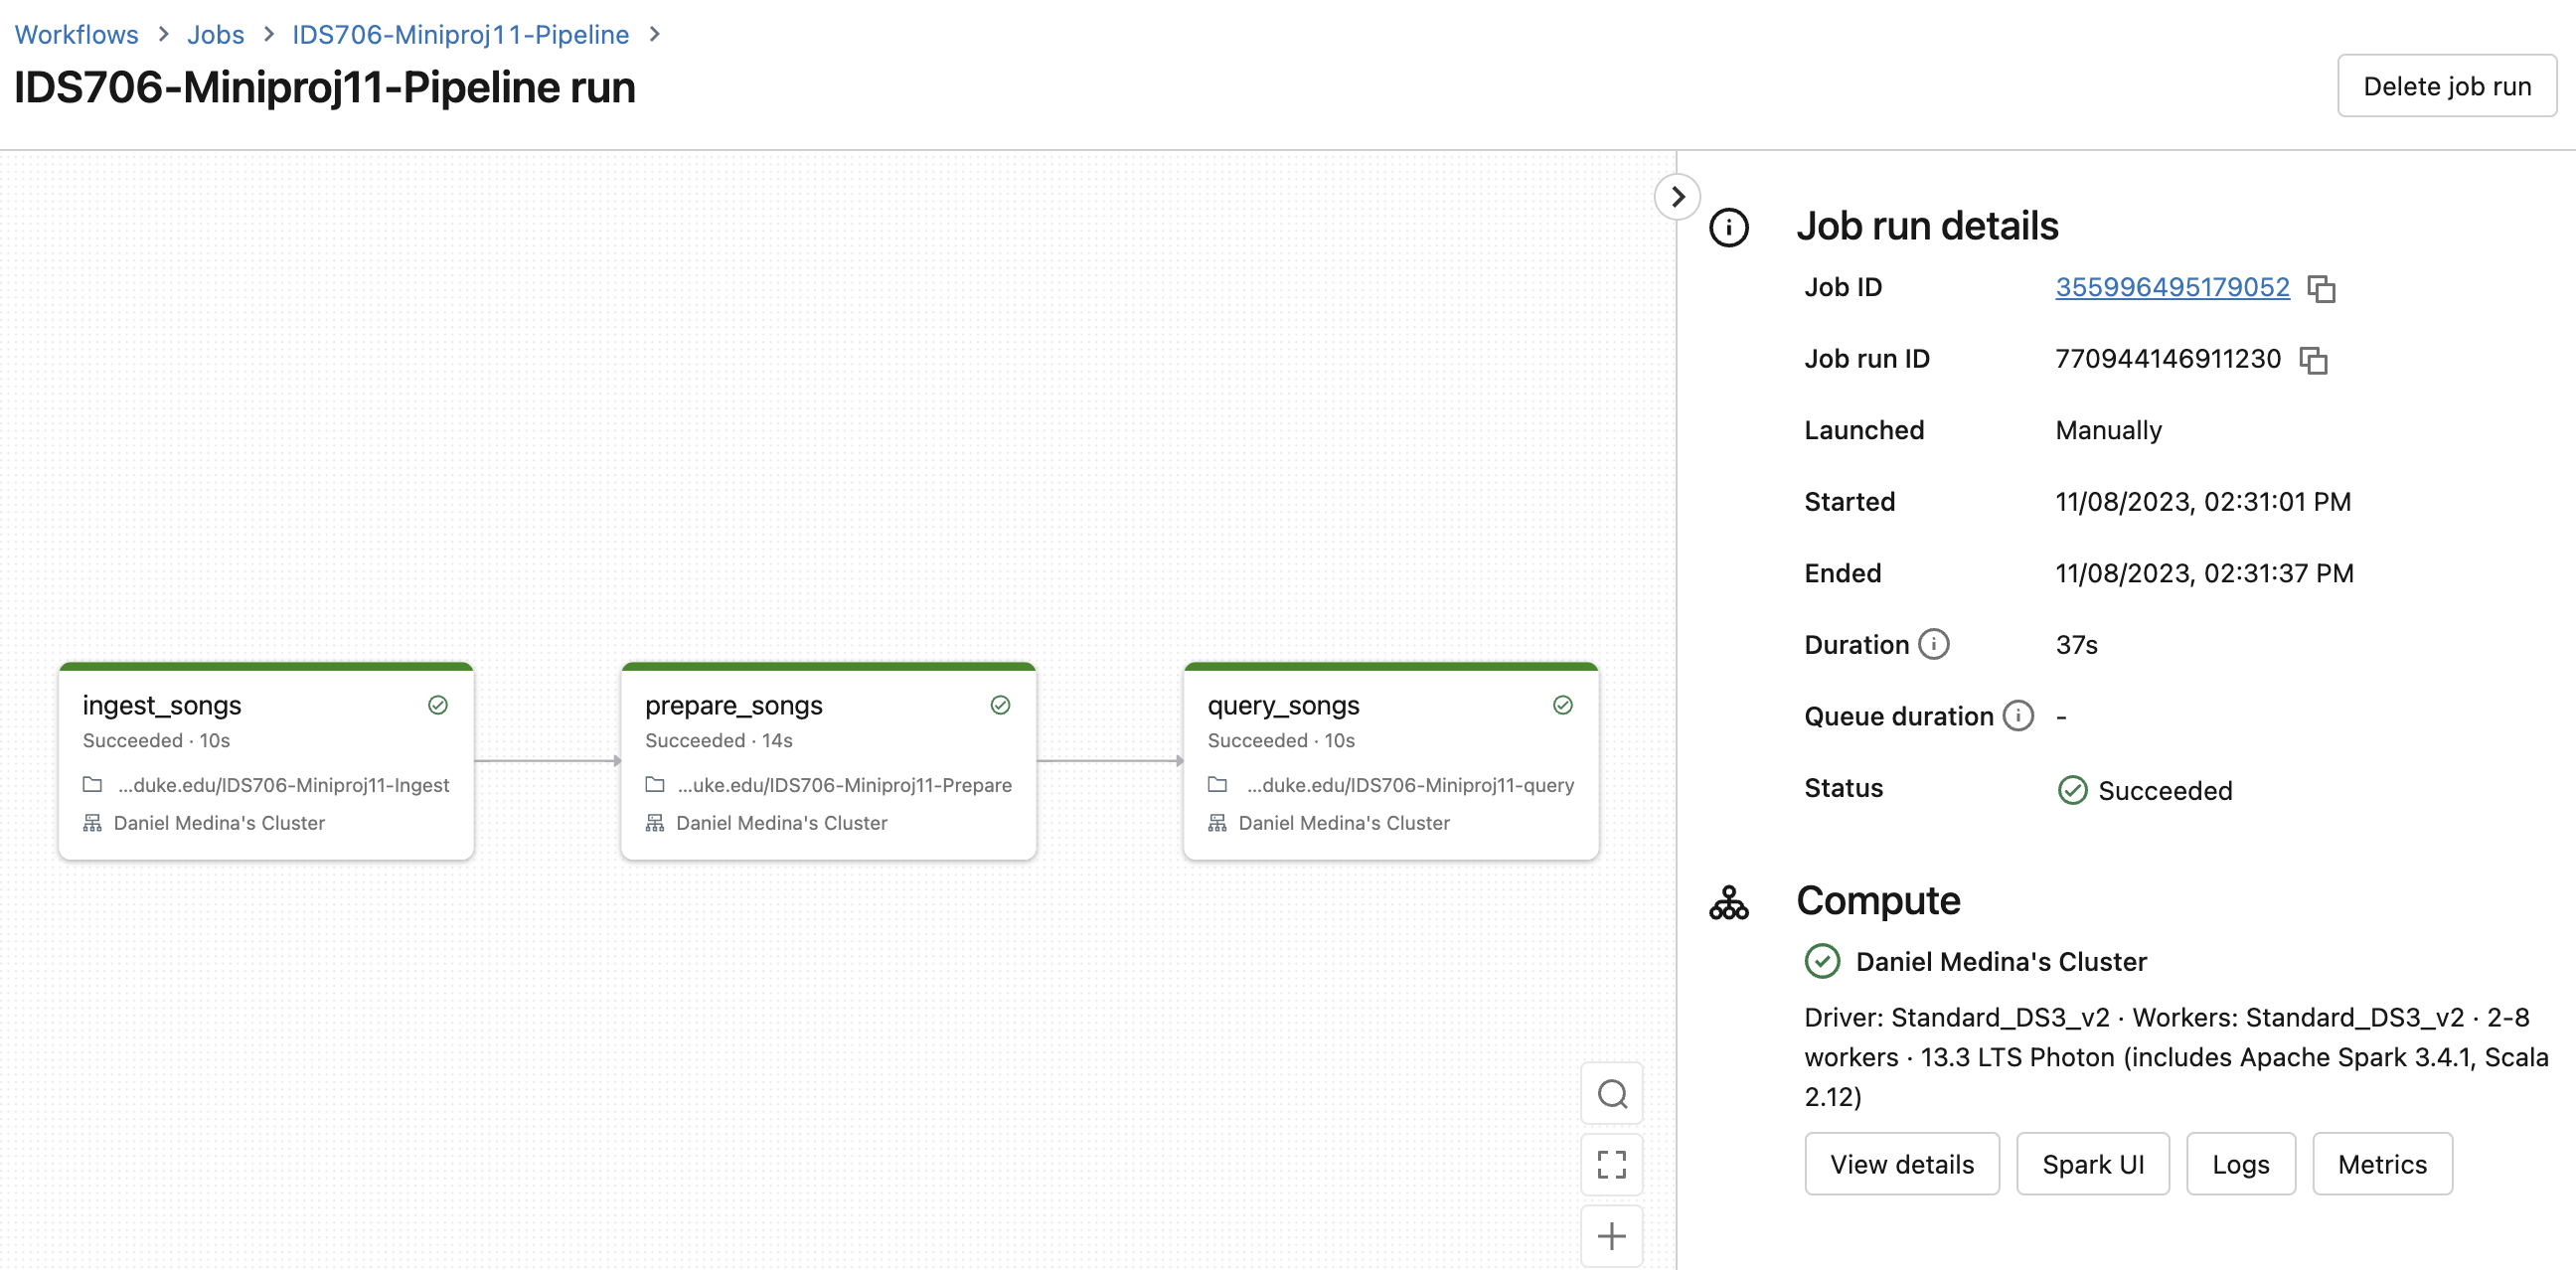 Workflows > Jobs > IDS706-Miniproj11-Pipeline >
IDS706-Miniproj11-Pipeline run
Delete job run
ingest_songs
Succeeded · 10s
...duke.edu/IDS706-Miniproj11-Ingest
Daniel Medina's Cluster
prepare_songs
Succeeded · 14s
...uke.edu/IDS706-Miniproj11-Prepare
Daniel Medina's Cluster
query_songs
Succeeded · 10s
...duke.edu/IDS706-Miniproj11-query
Daniel Medina's Cluster
Job run details
Job ID 355996495179052
Job run ID 770944146911230
Launched Manually
Started 11/08/2023, 02:31:01 PM
Ended 11/08/2023, 02:31:37 PM
Duration 37s
Queue duration -
Status Succeeded
Compute
Daniel Medina's Cluster
Driver: Standard_DS3_v2 · Workers: Standard_DS3_v2 · 2-8
workers · 13.3 LTS Photon (includes Apache Spark 3.4.1, Scala
2.12)
View details Spark UI Logs Metrics